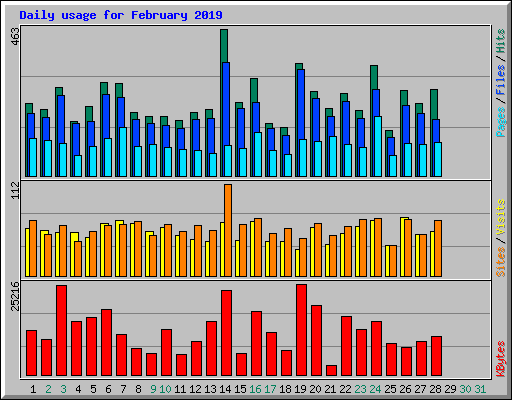 Daily usage for February 2019
463
Pages / Files / Hits
112
Sites / Visits
25216
KBytes
1 2 3 4 5 6 7 8 9 10 11 12 13 14 15 16 17 18 19 20 21 22 23 24 25 26 27 28 29 30 31